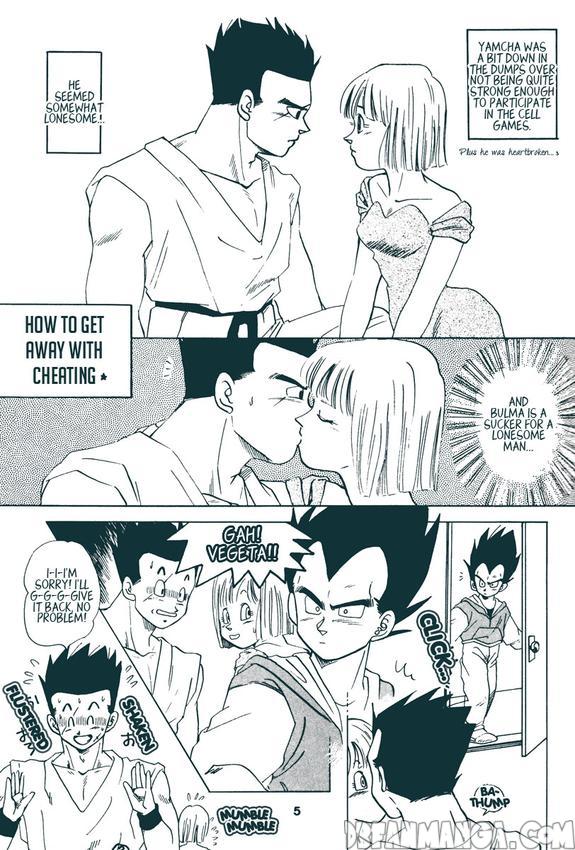 YAMCHA WAS
A BIT DOWN IN
THE DUMPS OVER
NOT BEING QUITE
STRONG ENOUGH
TO PARTICIPATE
IN THE CELL
GAMES.
Plus he was heartbroken...
HE
SEEMED
SOMEWHAT
LONESOME!.
HOW TO GET
AWAY WITH
CHEATING ★
AND
BULMA IS A
SUCKER FOR A
LONESOME
MAN...
CLICK...
BA-
THUMP
GAH!
VEGETA!!
I-I-I'M
SORRY! I'LL
G-G-G-GIVE
IT BACK, NO
PROBLEM!
SHAKEN
FLUSTERED
MUMBLE
MUMBLE
5
DBFANMANGA.COM